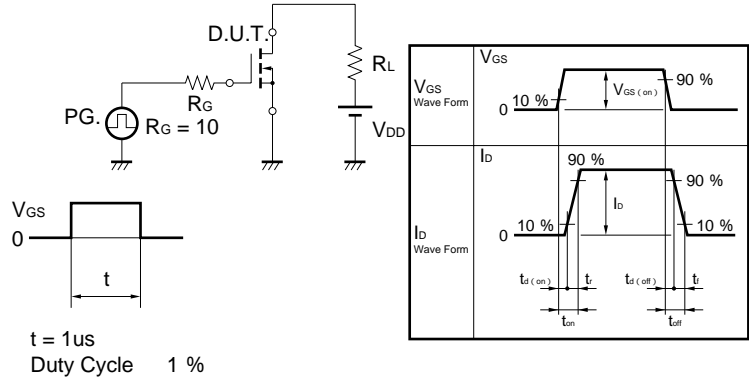 D.U.T.
RL
RG
PG.
RG = 10
VDD
VGS
0
t
t = 1us
Duty Cycle 1 %
VGS
Wave Form
VGS
10 %
0
VGS (on)
90 %
ID
Wave Form
ID
90 %
90 %
ID
10 %
10 %
0
td (on)
tr
td (off)
tf
ton
toff